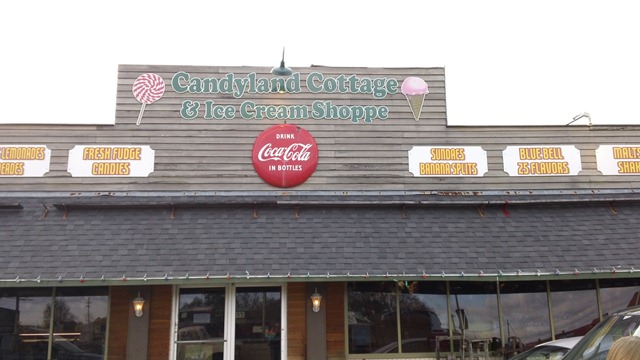 Candyland Cottage
& Ice Cream Shoppe
DRINK
Coca-Cola
IN BOTTLES
LEMONADES
FRESH FUDGE
CANDIES
SUNDAES
BANANA SPLITS
BLUE BELL
25 FLAVORS
MALTS